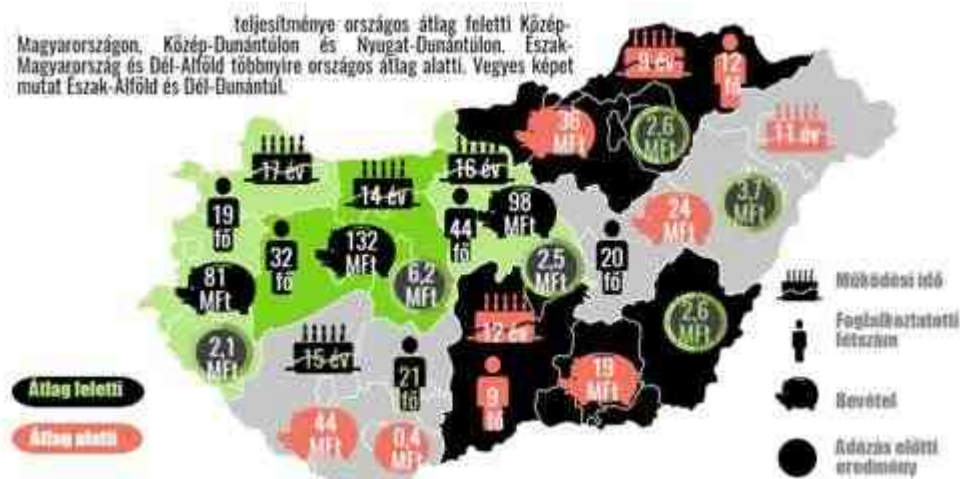 teljesítménye országos átlag feletti Közép-
Magyarországon, Közép-Dunántúlon és Nyugat-Dunántúlon. Észak-
Magyarország és Dél-Alföld többnyire országos átlag alatti. Vegyes képet
mutat Észak-Alföld és Dél-Dunántúl.
9 év
12 fő
36 MFt
2,6 MFt
11 év
17 év
14 év
16 év
19 fő
32 fő
132 MFt
44 fő
98 MFt
24 MFt
3,7 MFt
81 MFt
6,2 MFt
2,5 MFt
20 fő
2,1 MFt
15 év
12 év
2,6 MFt
21 fő
9 fő
19 MFt
44 MFt
0,4 MFt
Átlag feletti
Átlag alatti
Működési idő
Foglalkoztatotti
létszám
Bevétel
Adózás előtti
eredmény